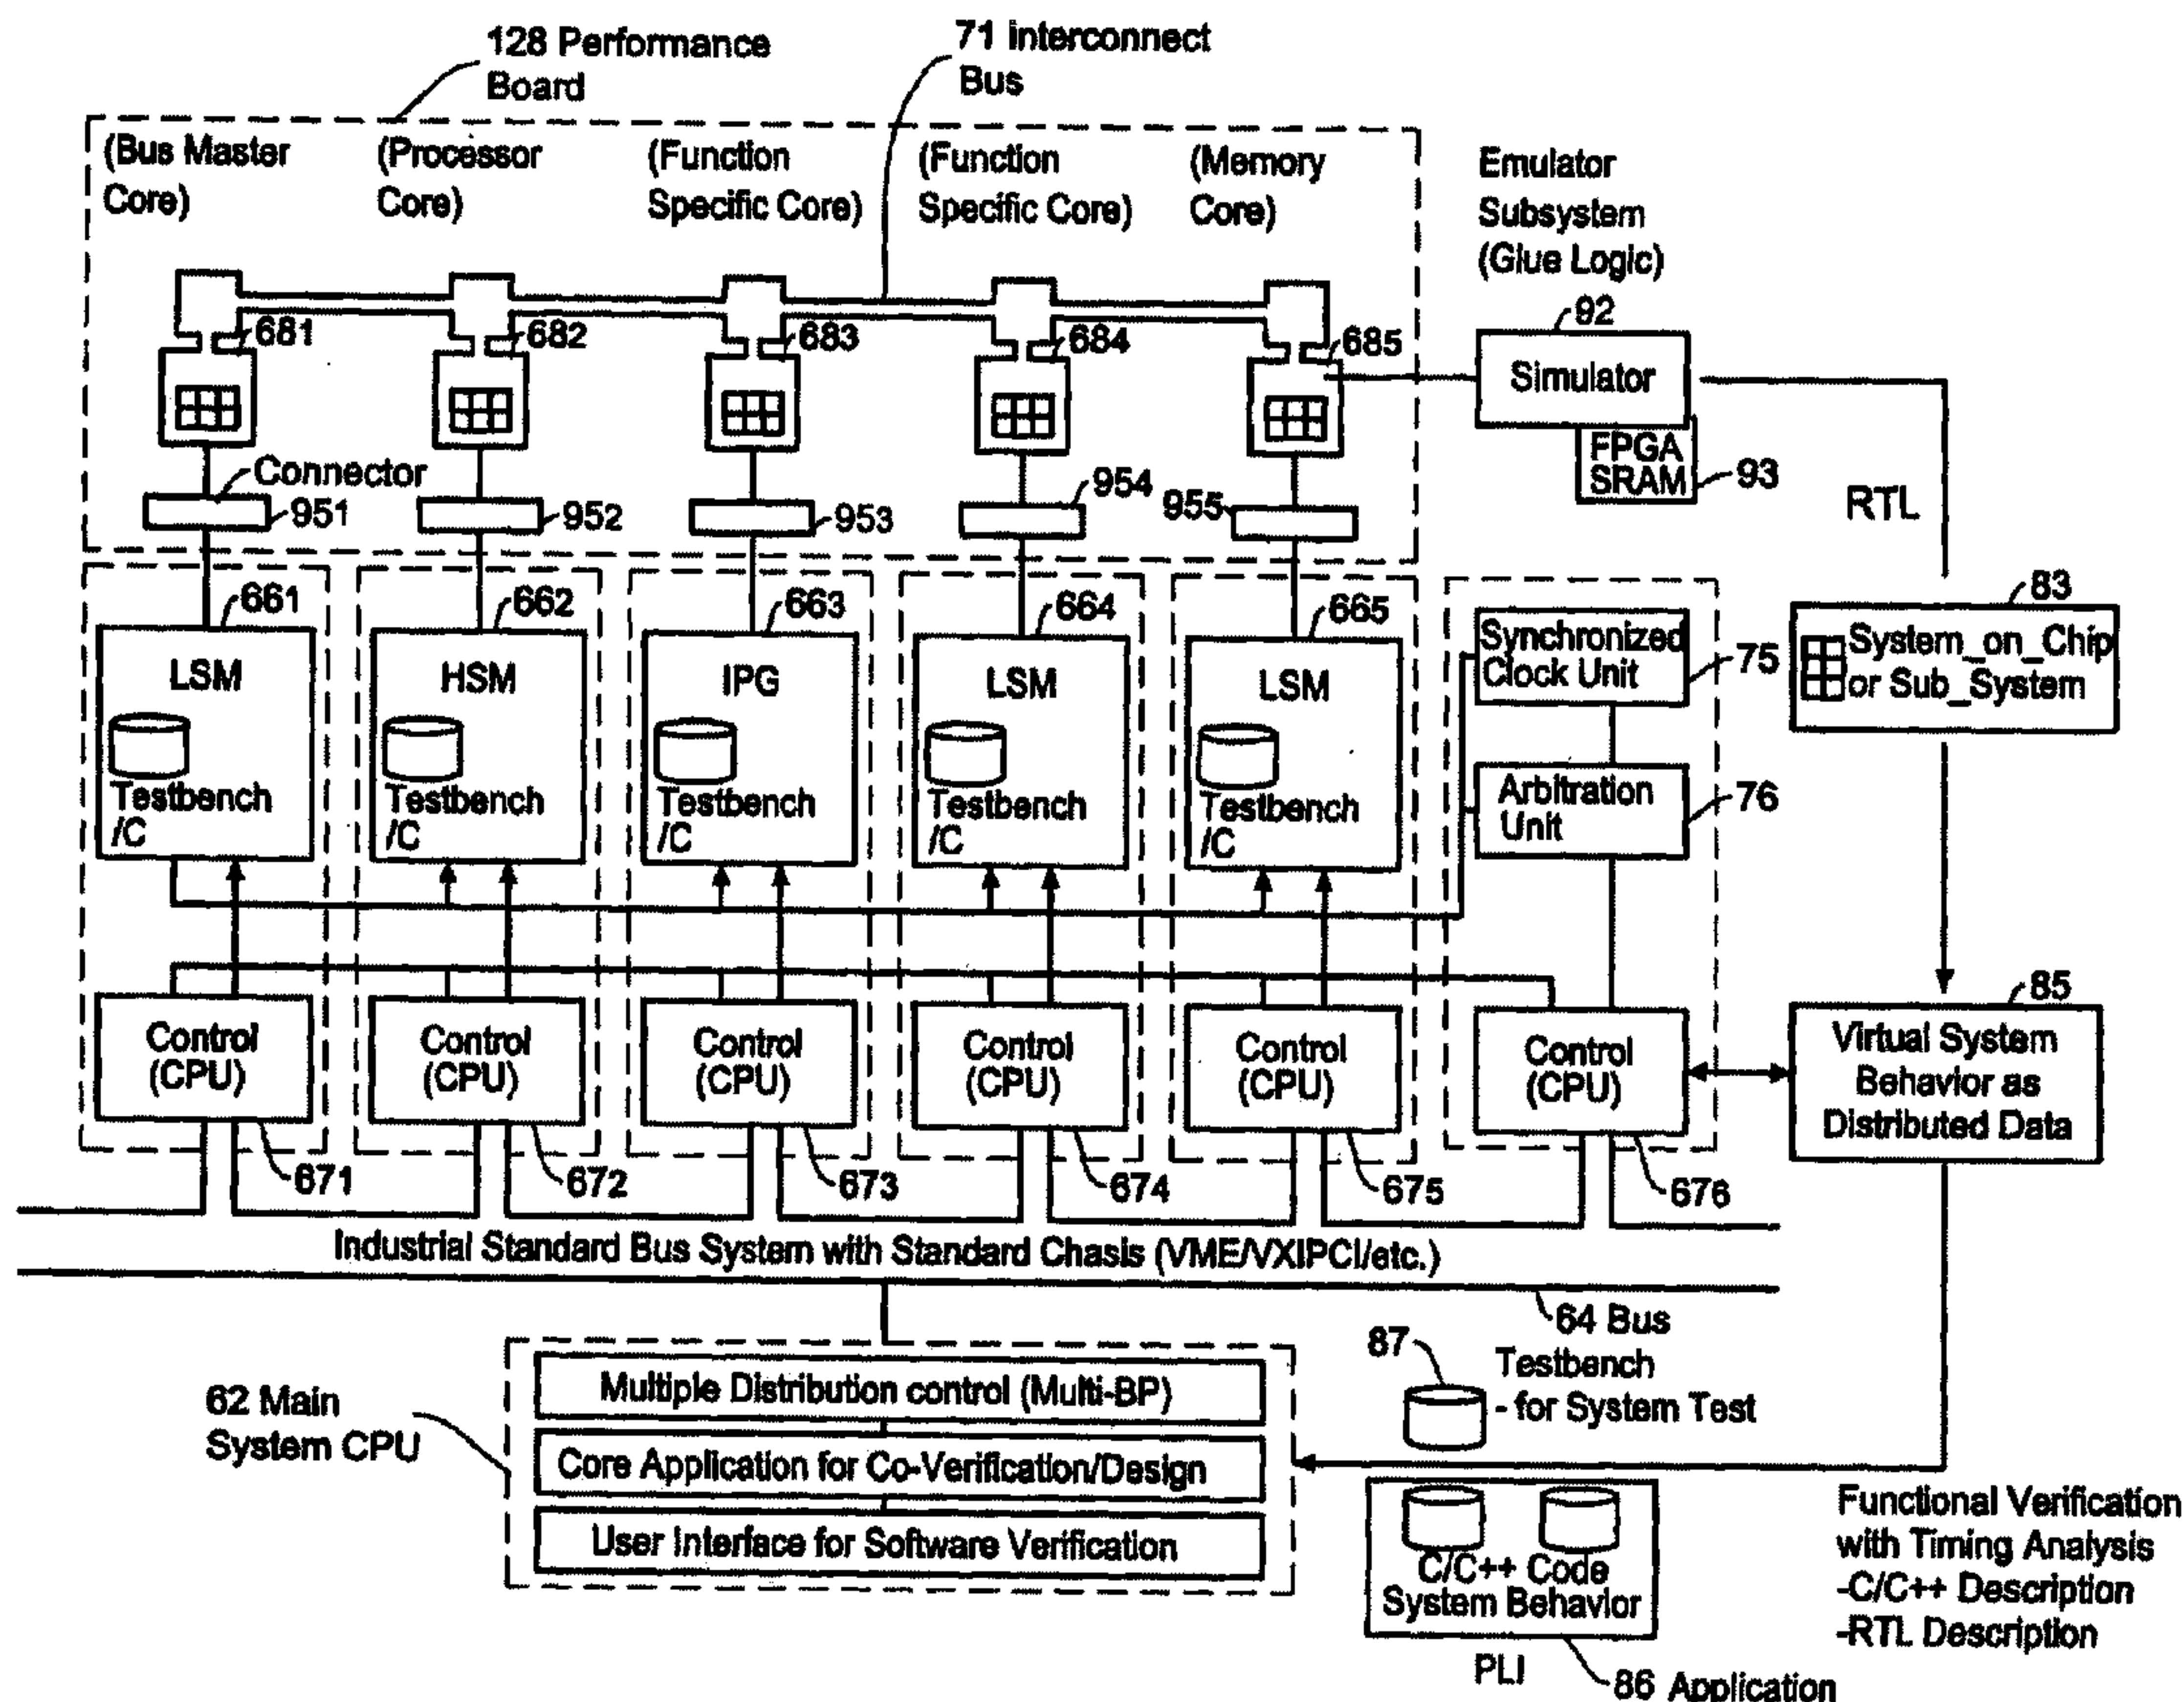 128 Performance
Board
71 Interconnect
Bus
(Bus Master
Core)
(Processor
Core)
(Function
Specific Core)
(Function
Specific Core)
(Memory
Core)
Emulator
Subsystem
(Glue Logic)
681
682
683
684
685
92
Simulator
FPGA
SRAM
93
RTL
Connector
951
952
953
954
955
661
LSM
Testbench
/C
662
HSM
Testbench
/C
663
IPG
Testbench
/C
664
LSM
Testbench
/C
665
LSM
Testbench
/C
Synchronized
Clock Unit
75
Arbitration
Unit
76
83
System_on_Chip
or Sub_System
Control
(CPU)
671
Control
(CPU)
672
Control
(CPU)
673
Control
(CPU)
674
Control
(CPU)
675
Control
(CPU)
676
85
Virtual System
Behavior as
Distributed Data
Industrial Standard Bus System with Standard Chasis (VME/VXIPCI/etc.)
64 Bus
62 Main
System CPU
Multiple Distribution control (Multi-BP)
Core Application for Co-Verification/Design
User Interface for Software Verification
87
Testbench
- for System Test
C/C++ Code
System Behavior
PLI
86 Application
Functional Verification
with Timing Analysis
-C/C++ Description
-RTL Description